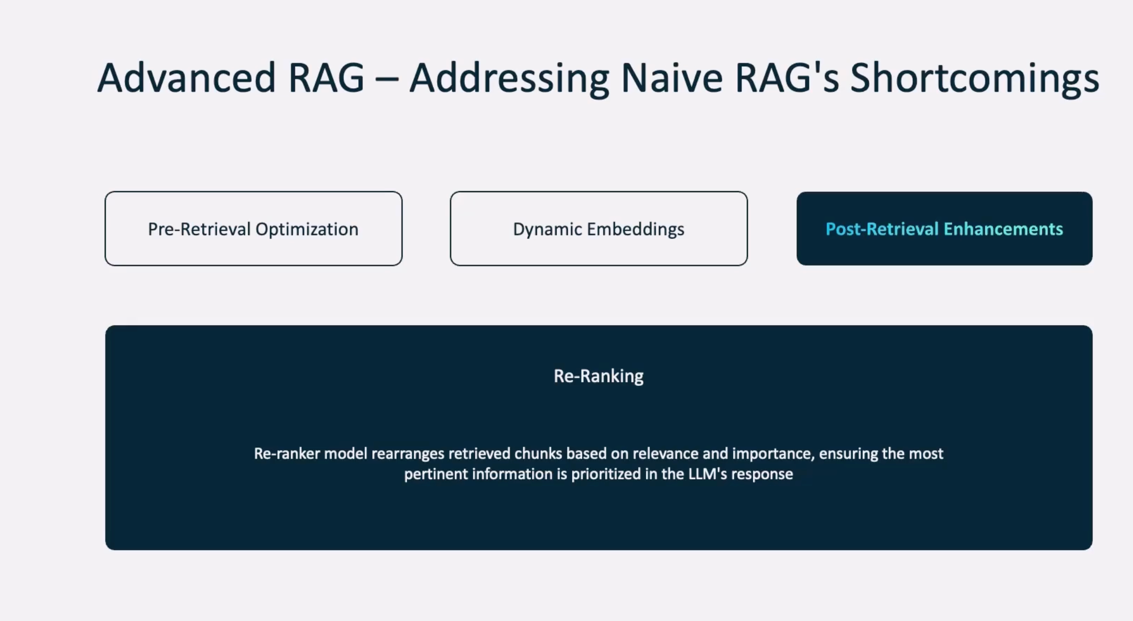 Advanced RAG – Addressing Naive RAG's Shortcomings
Pre-Retrieval Optimization
Dynamic Embeddings
Post-Retrieval Enhancements
Re-Ranking
Re-ranker model rearranges retrieved chunks based on relevance and importance, ensuring the most
pertinent information is prioritized in the LLM's response